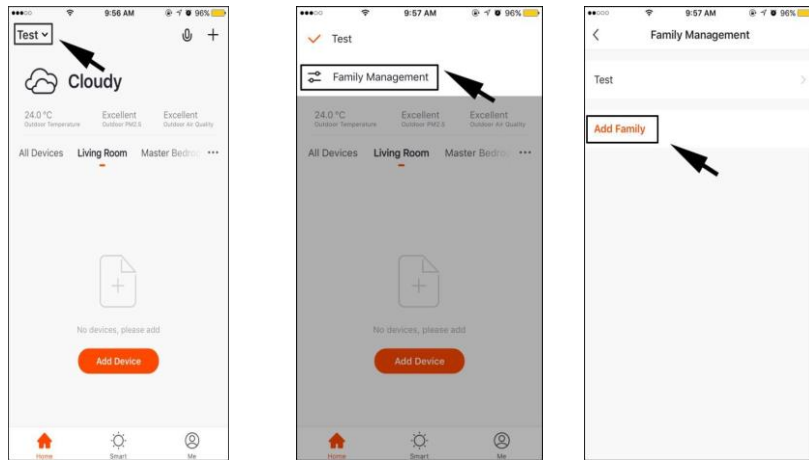 9:56 AM
96%
Test
Cloudy
24.0 °C
Excellent
Excellent
Outdoor Temperature
Outdoor PM2.5
Outdoor Air Quality
All Devices
Living Room
Master
No devices, please add
Add Device
Home
Smart
Me
9:57 AM
96%
Test
Family Management
24.0 °C
Excellent
Excellent
Outdoor Temperature
Outdoor PM2.5
Outdoor Air Quality
All Devices
Living Room
Master
No devices, please add
Add Device
Home
Smart
Me
9:57 AM
96%
Family Management
Test
Add Family